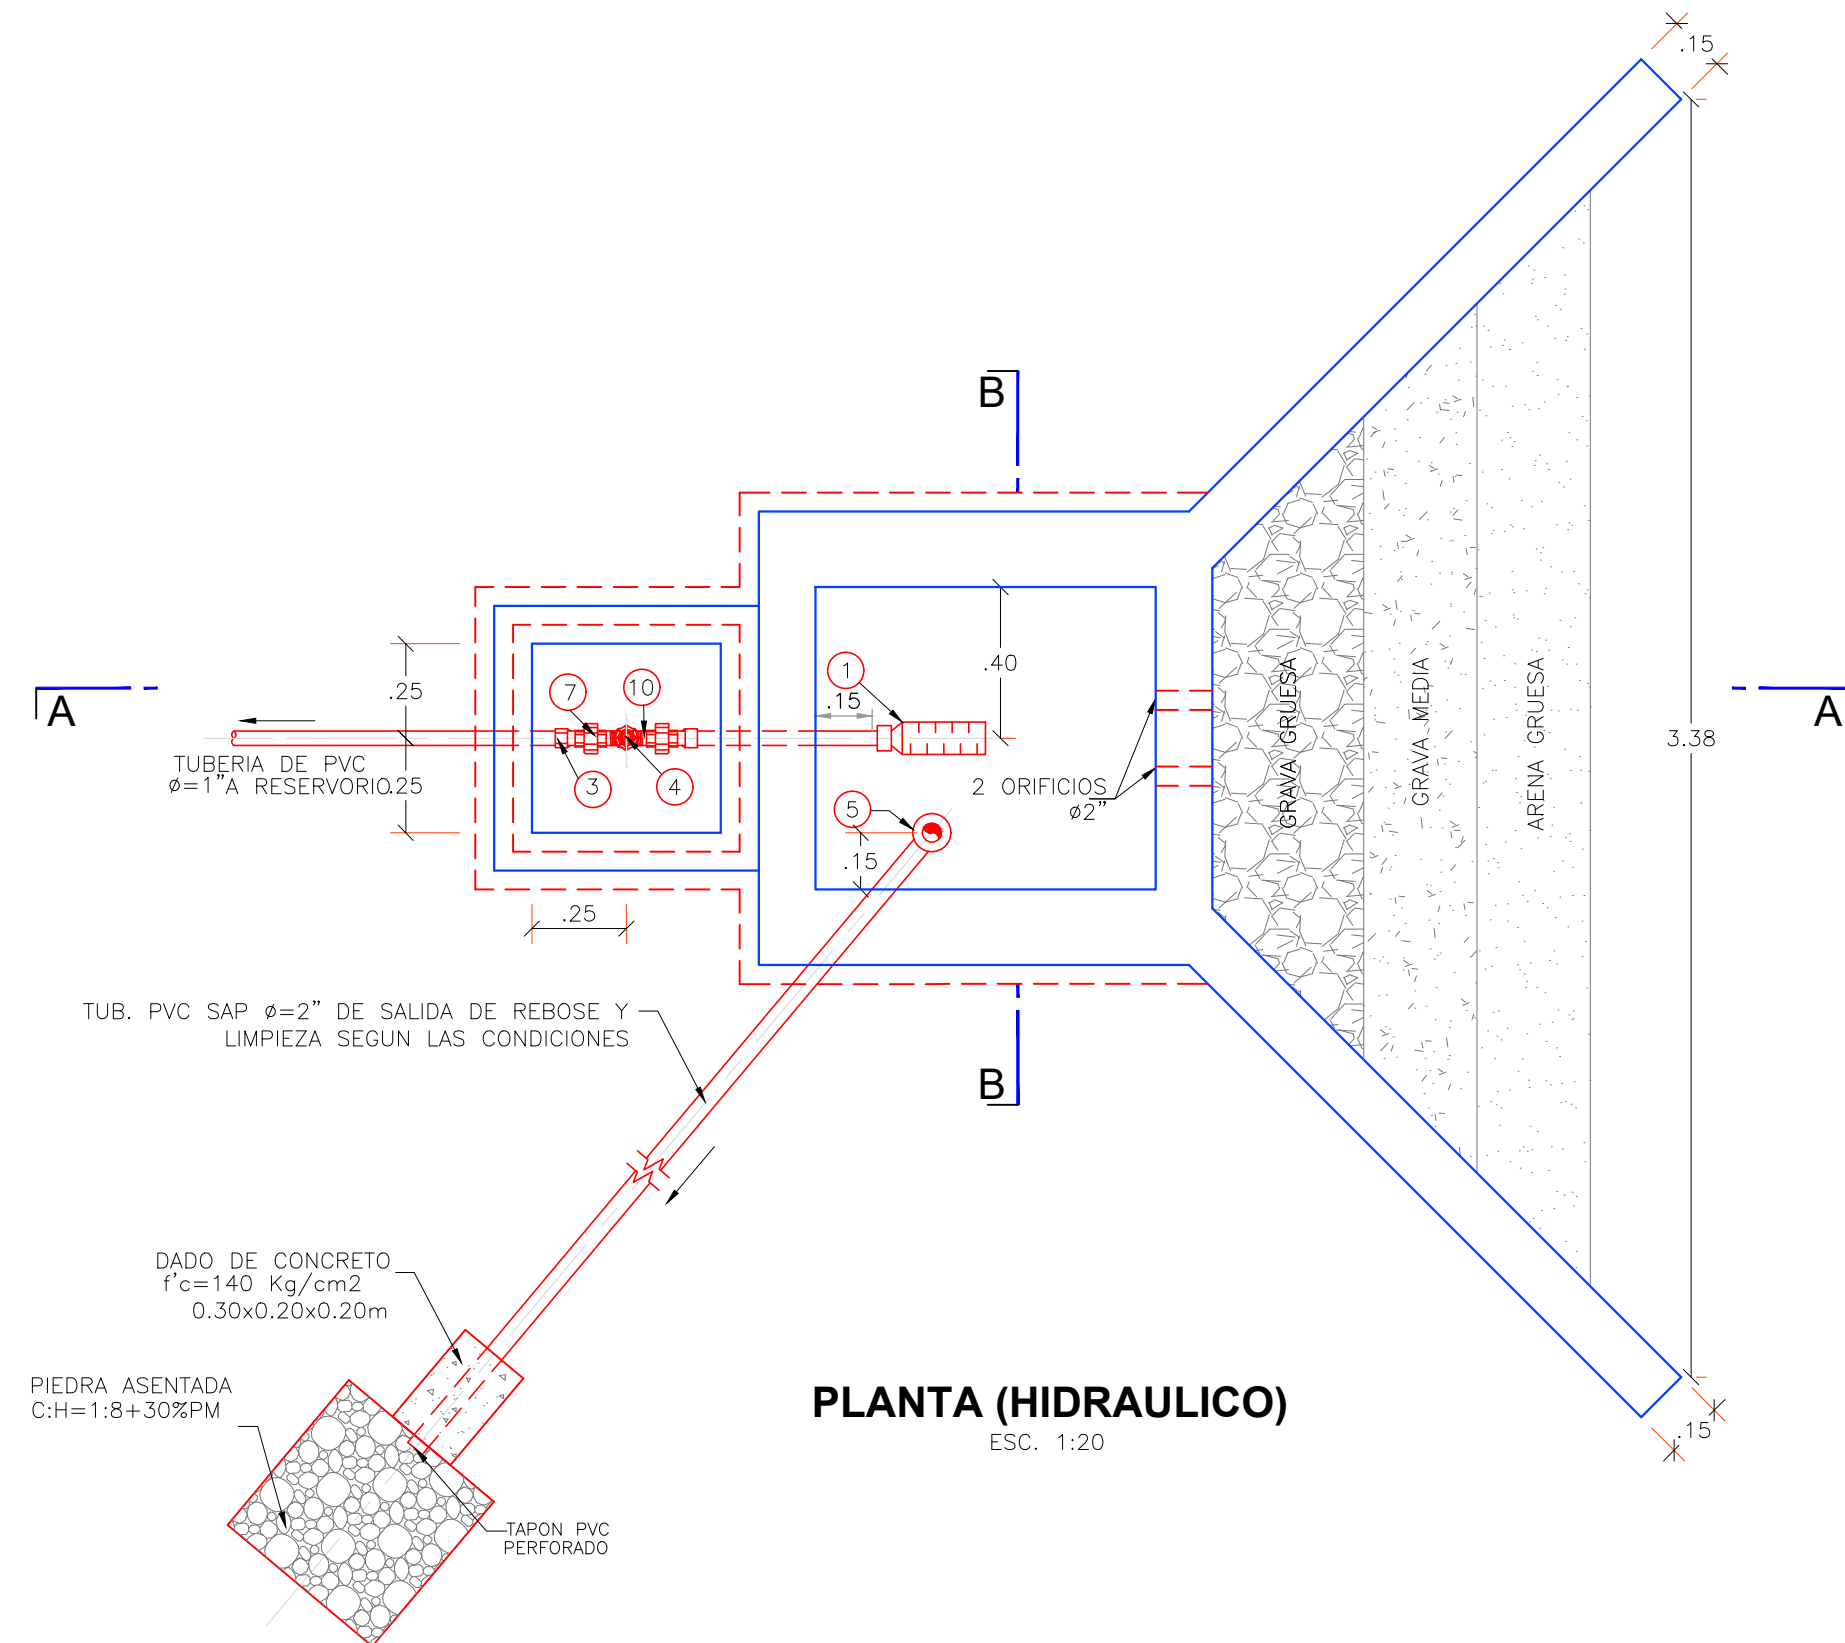 .15
B
.40
1
.15
7
10
.25
A
A
3.38
GRAVA GRUESA
GRAVA MEDIA
ARENA GRUESA
TUBERIA DE PVC
ø=1"A RESERVORIO
.25
3
4
2 ORIFICIOS
ø2"
5
.15
.25
TUB. PVC SAP ø=2" DE SALIDA DE REBOSE Y
LIMPIEZA SEGUN LAS CONDICIONES
B
DADO DE CONCRETO
f'c=140 Kg/cm2
0.30x0.20x0.20m
PIEDRA ASENTADA
C:H=1:8+30%PM
PLANTA (HIDRAULICO)
ESC. 1:20
.15
TAPON PVC
PERFORADO